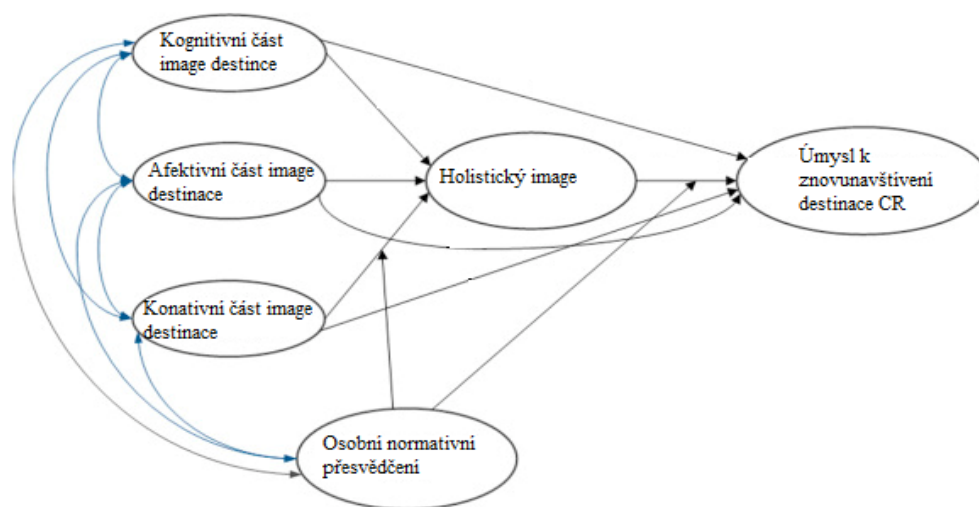 Kognitivní část
image destince
Afektivní část image
destinace
Holistický image
Úmysl k
znovunavštívení
destinace CR
Konativní část image
destinace
Osobní normativní
přesvědčení